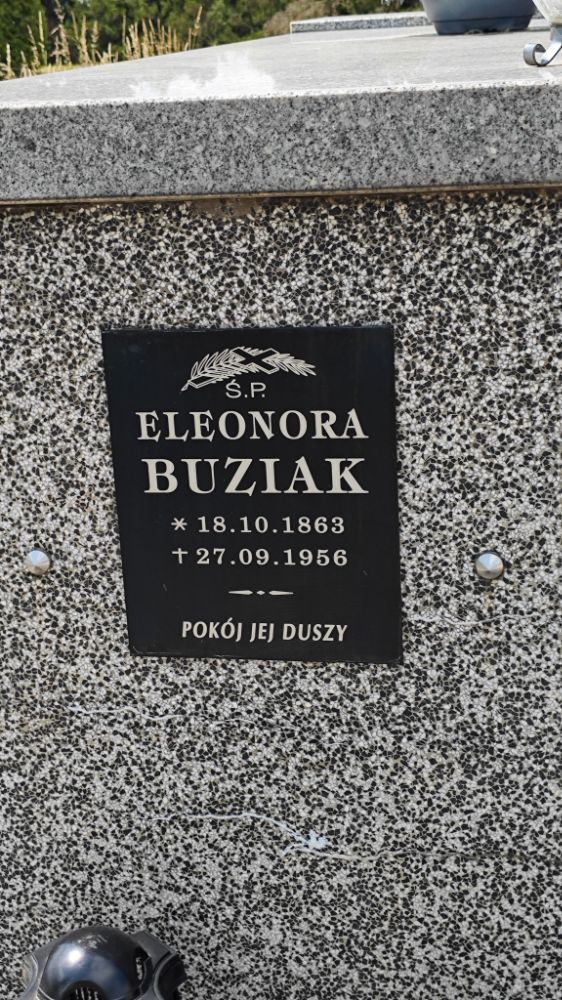 Ś.P.
ELEONORA
BUZIAK
* 18.10.1863
† 27.09.1956
POKÓJ JEJ DUSZY